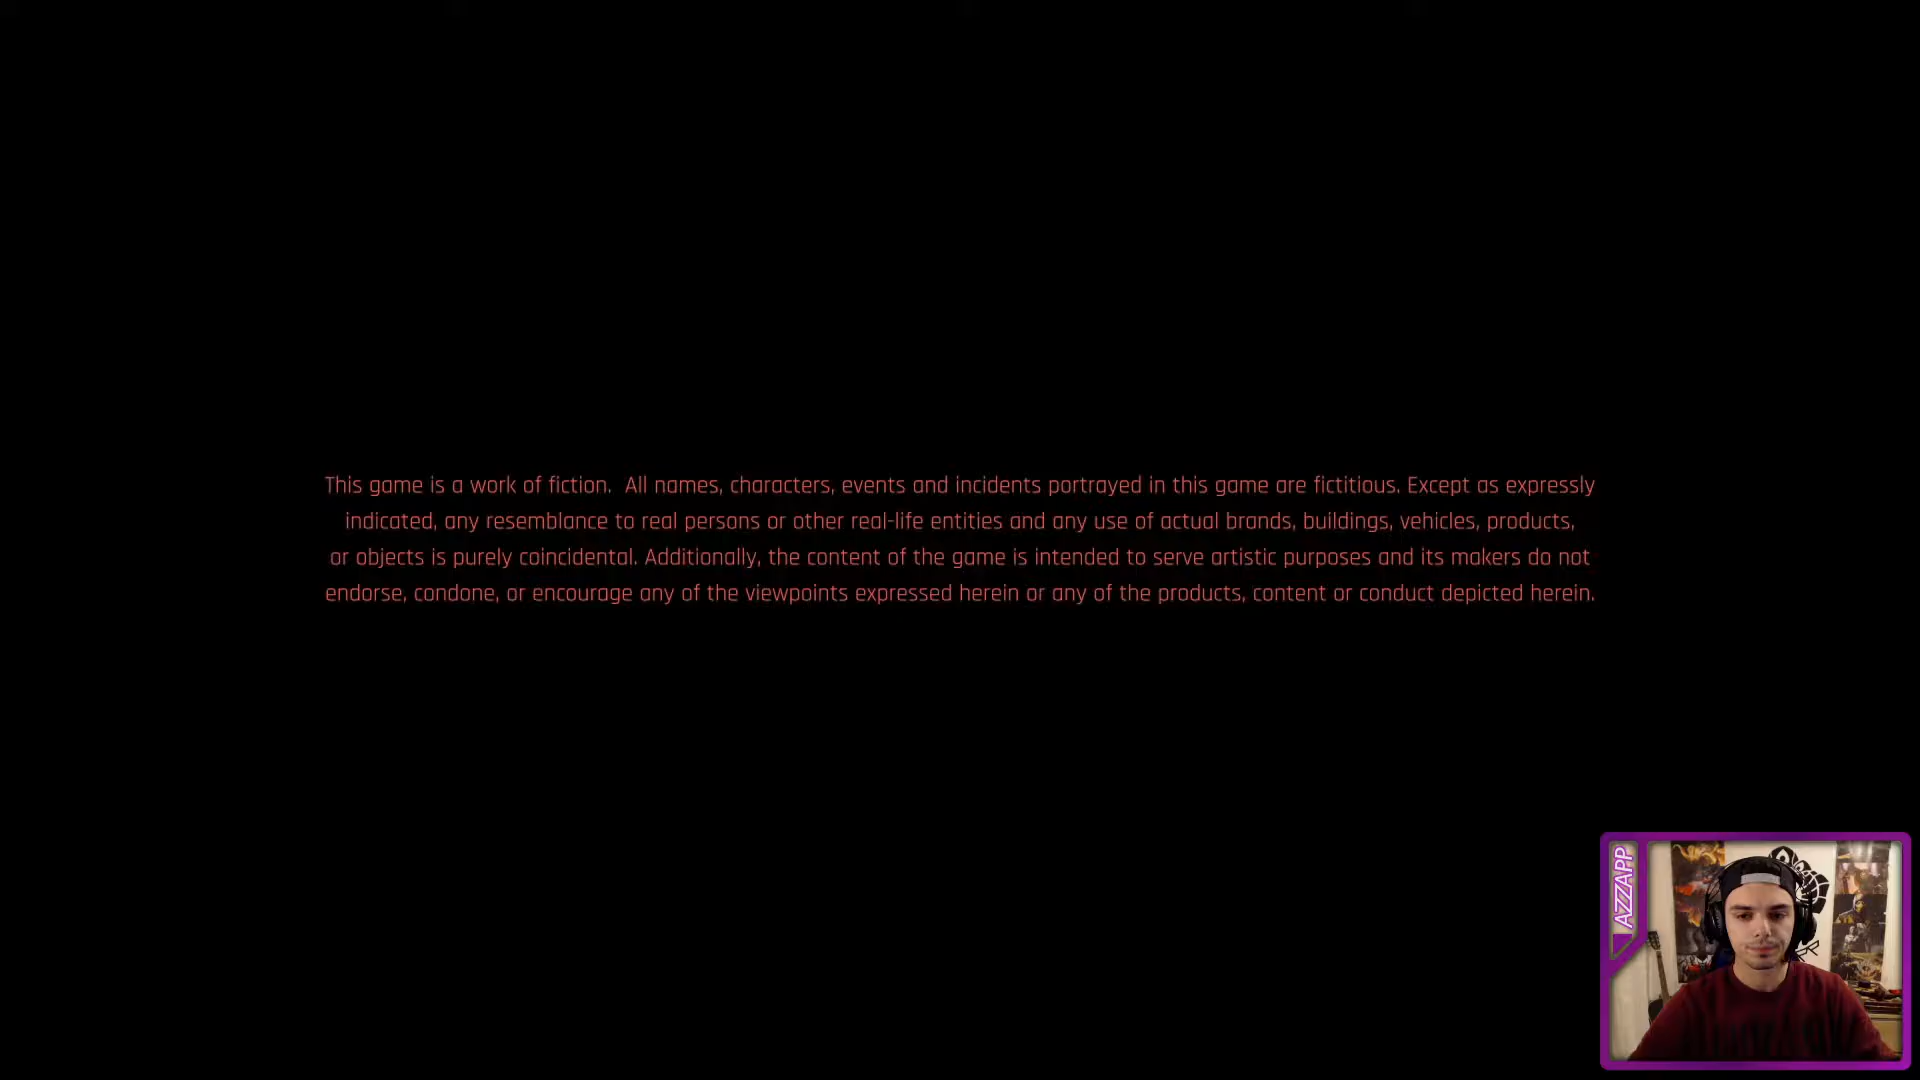 This game is a work of fiction.  All names, characters, events and incidents portrayed in this game are fictitious. Except as expressly
indicated, any resemblance to real persons or other real-life entities and any use of actual brands, buildings, vehicles, products,
or objects is purely coincidental. Additionally, the content of the game is intended to serve artistic purposes and its makers do not
endorse, condone, or encourage any of the viewpoints expressed herein or any of the products, content or conduct depicted herein.
AZZAPP